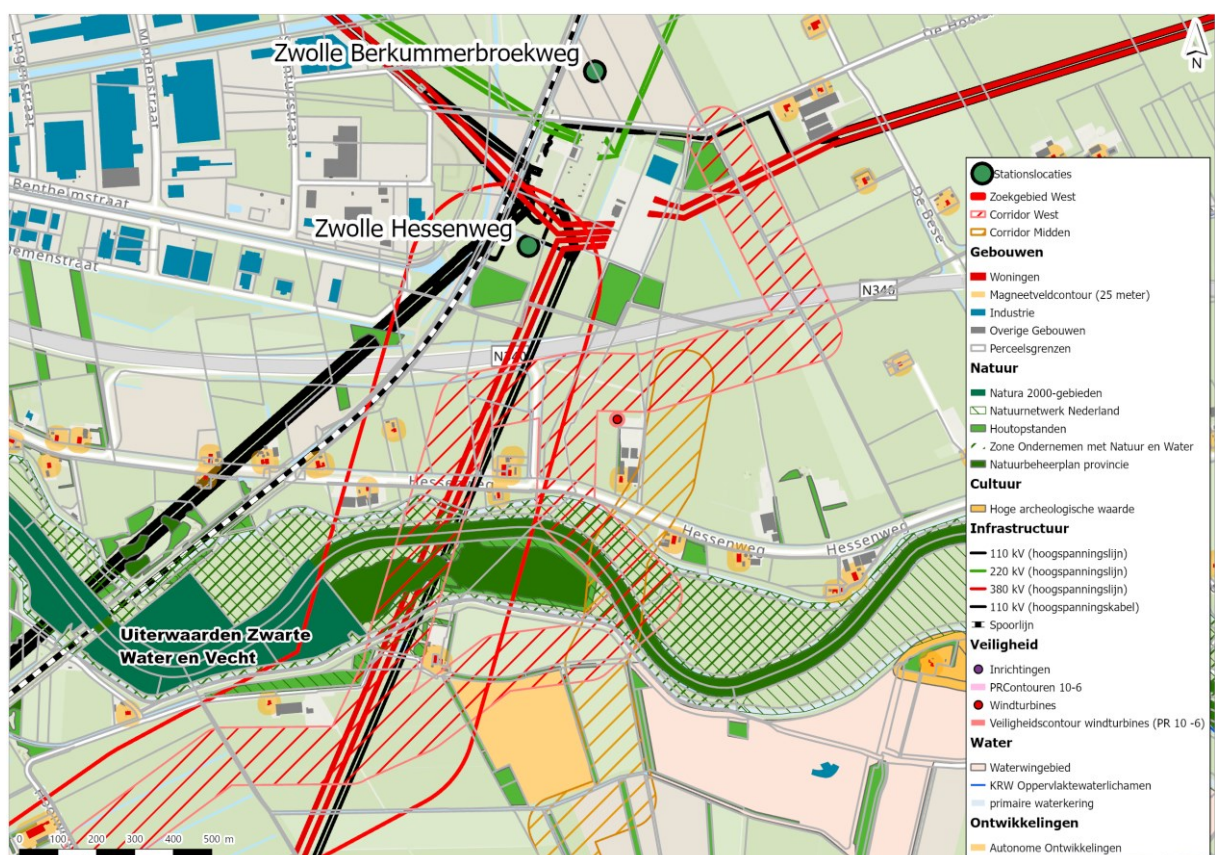 Zwolle Berkummerbroekweg
N
Lingenstraat
Benthelmstraat
De Bese
Zwolle Hessenweg
N340
N340
Hessenweg
Hessenweg
Hessenweg
Uiterwaarden Zwarte
Water en Vecht
0 100 200 300 400 500 m
Stationslocaties
Zoekgebied West
Corridor West
Corridor Midden
Gebouwen
Woningen
Magneetveldcontour (25 meter)
Industrie
Overige Gebouwen
Perceelsgrenzen
Natuur
Natura 2000-gebieden
Natuurnetwerk Nederland
Houtopstanden
Zone Ondernemen met Natuur en Water
Natuurbeheerplan provincie
Cultuur
Hoge archeologische waarde
Infrastructuur
110 kV (hoogspanningslijn)
220 kV (hoogspanningslijn)
380 kV (hoogspanningslijn)
110 kV (hoogspanningskabel)
Spoorlijn
Veiligheid
Inrichtingen
PRContouren 10-6
Windturbines
Veiligheidscontour windturbines (PR 10 -6)
Water
Waterwingebied
KRW Oppervlaktewaterlichamen
primaire waterkering
Ontwikkelingen
Autonome Ontwikkelingen